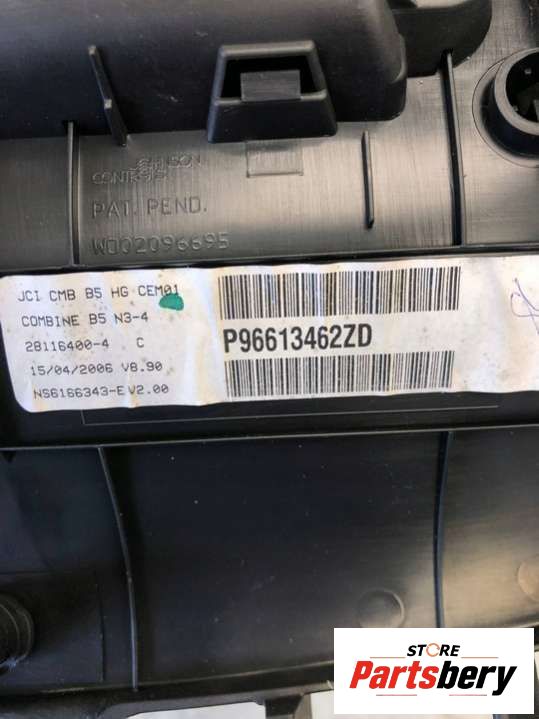 JOHNSON
CONTROLS
PAT. PEND.
W002096695
JCI CMB B5 HG CEM01
COMBINE B5 N3-4
28116400-4 C
15/04/2006 V8.90
NS6166343-E V2.00
P96613462ZD
STORE
Partsbery